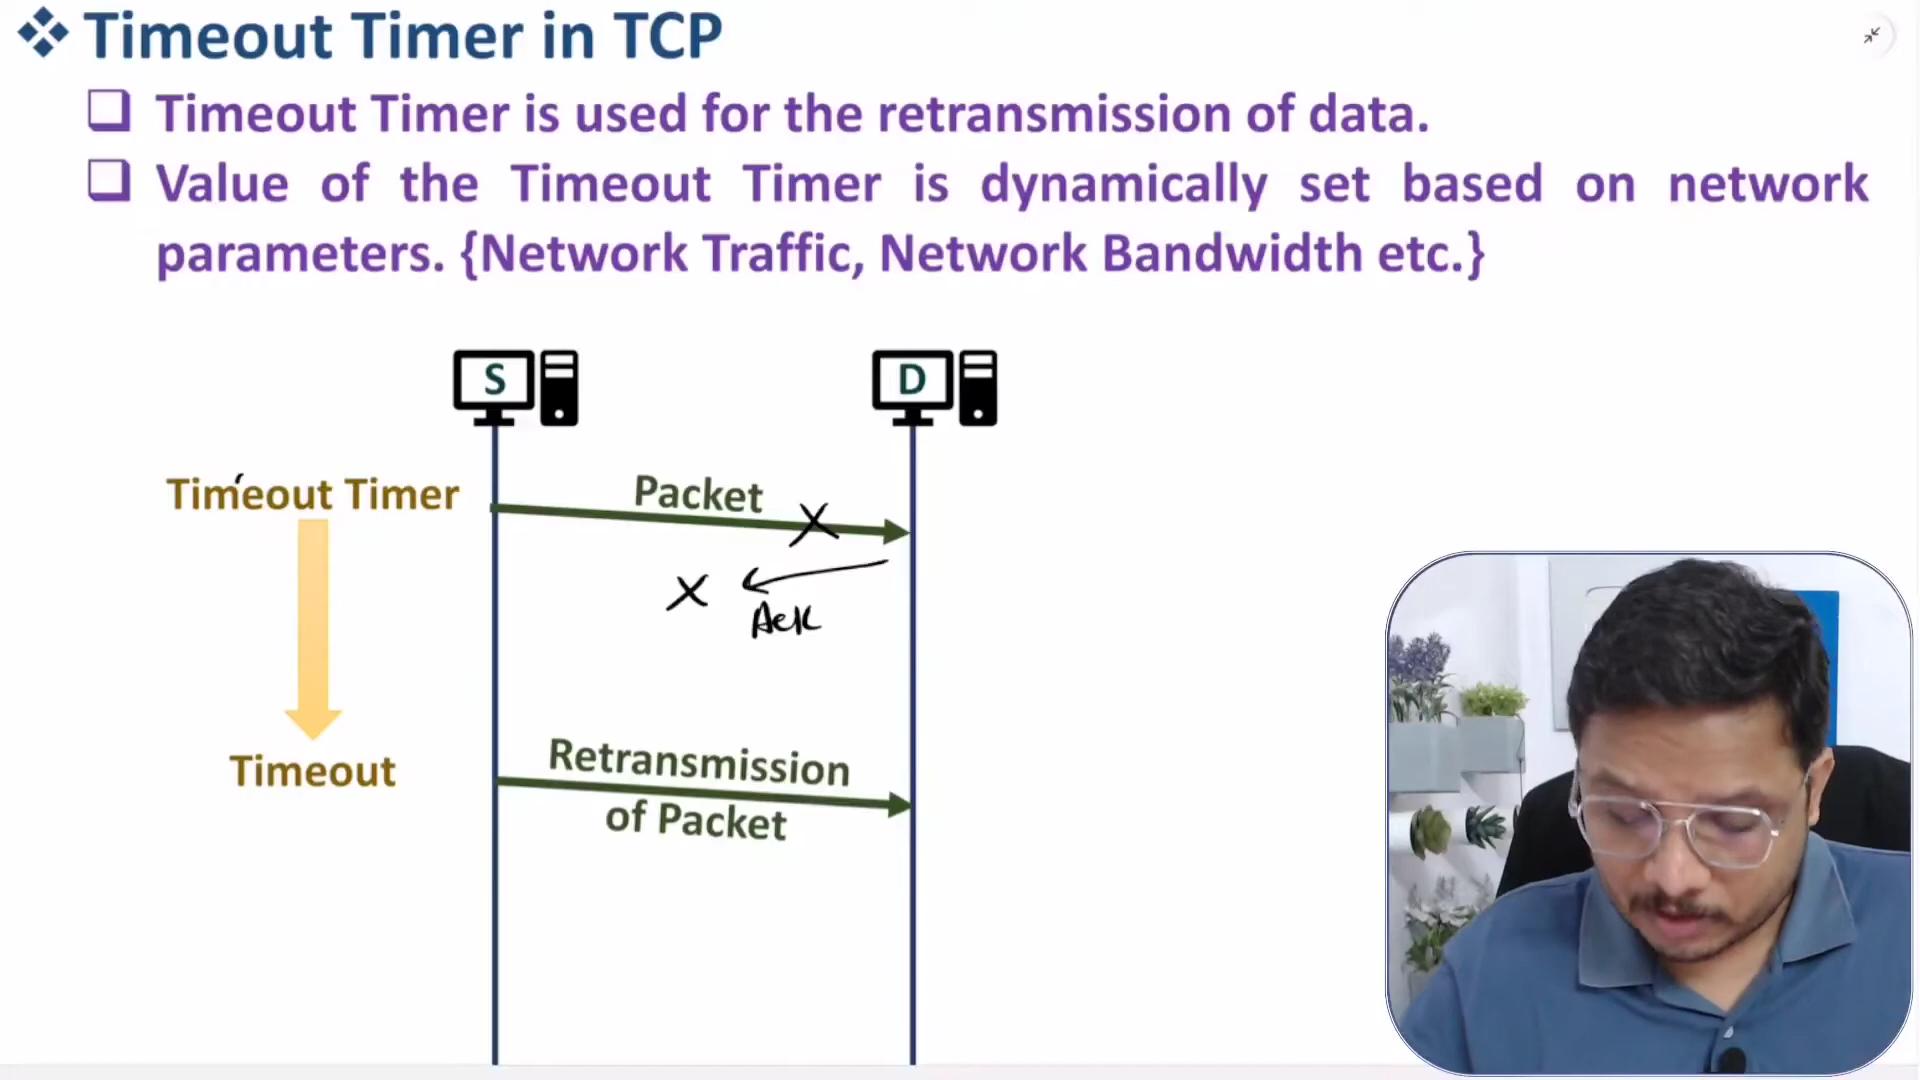 Timeout Timer in TCP
Timeout Timer is used for the retransmission of data.
Value of the Timeout Timer is dynamically set based on network
parameters. {Network Traffic, Network Bandwidth etc.}
S
D
Timeout Timer
Packet
X
X
Ack
Timeout
Retransmission
of Packet